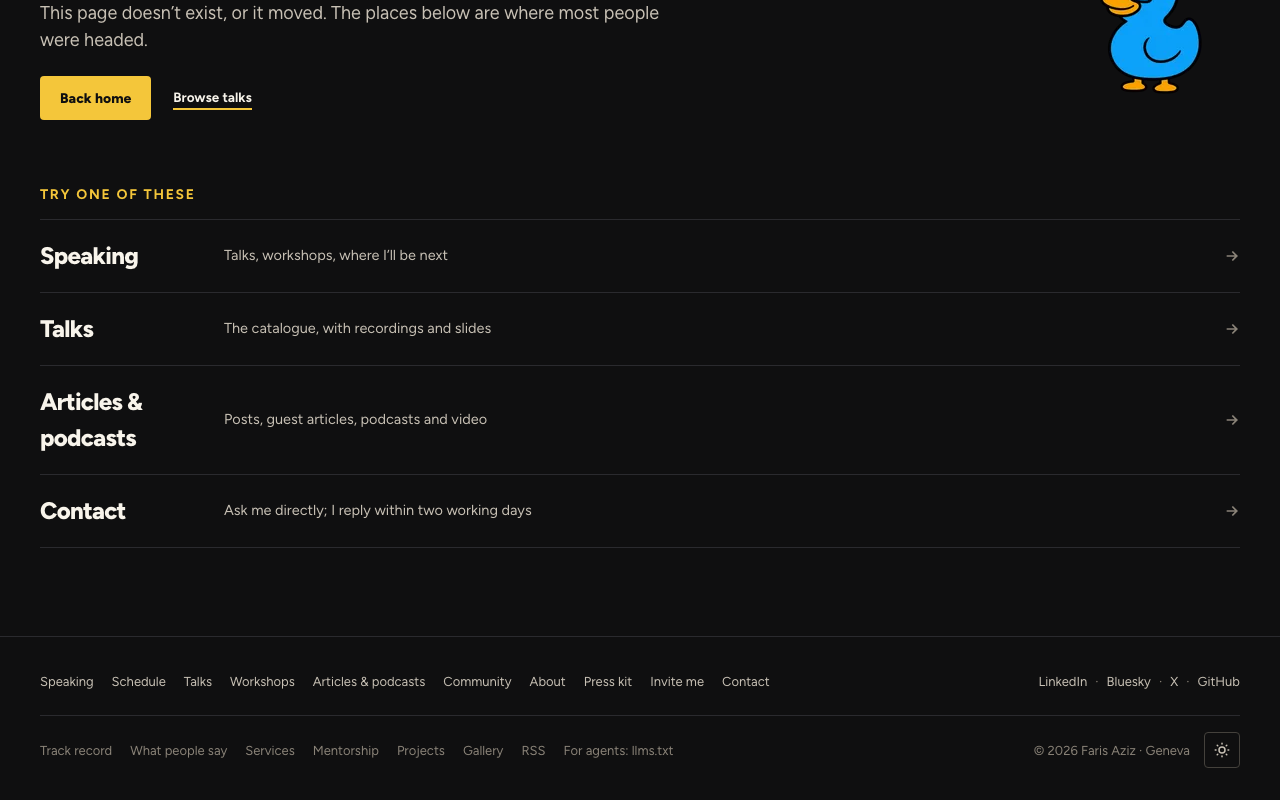 This page doesn’t exist, or it moved. The places below are where most people
were headed.
Back home
Browse talks
TRY ONE OF THESE
Speaking
Talks, workshops, where I’ll be next
→
Talks
The catalogue, with recordings and slides
→
Articles &
podcasts
Posts, guest articles, podcasts and video
→
Contact
Ask me directly; I reply within two working days
→
Speaking Schedule Talks Workshops Articles & podcasts Community About Press kit Invite me Contact
LinkedIn · Bluesky · X · GitHub
Track record What people say Services Mentorship Projects Gallery RSS For agents: llms.txt
© 2026 Faris Aziz · Geneva